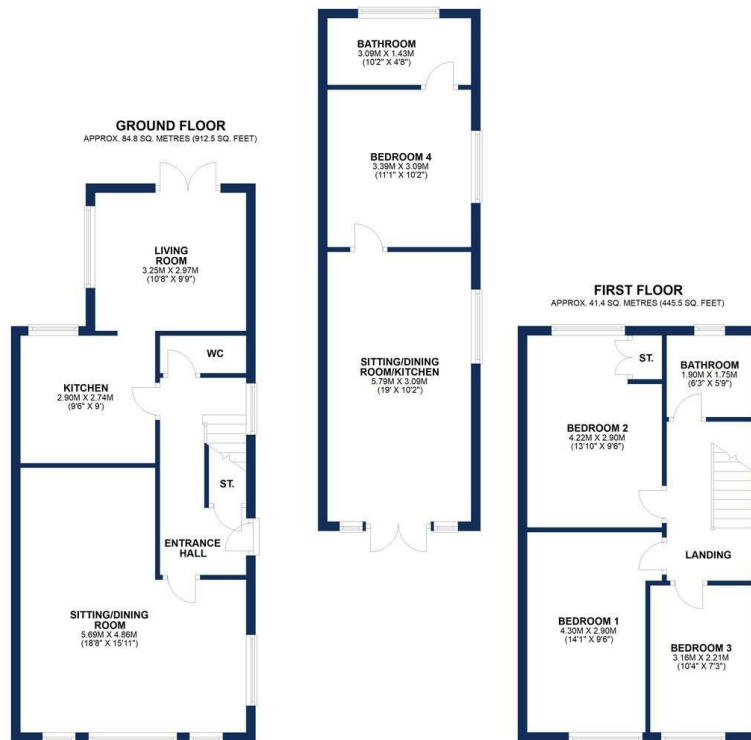 GROUND FLOOR
APPROX. 84.8 SQ. METRES (912.5 SQ. FEET)
LIVING
ROOM
3.25M X 2.97M
(10'8" X 9'9")
WC
KITCHEN
2.90M X 2.74M
(9'6" X 9')
ST.
ENTRANCE
HALL
SITTING/DINING
ROOM
5.69M X 4.86M
(18'8" X 15'11")
BATHROOM
3.09M X 1.43M
(10'2" X 4'8")
BEDROOM 4
3.39M X 3.09M
(11'1" X 10'2")
SITTING/DINING
ROOM/KITCHEN
5.79M X 3.09M
(19' X 10'2")
FIRST FLOOR
APPROX. 41.4 SQ. METRES (445.5 SQ. FEET)
ST.
BATHROOM
1.90M X 1.75M
(6'3" X 5'9")
BEDROOM 2
4.22M X 2.90M
(13'10" X 9'6")
LANDING
BEDROOM 1
4.30M X 2.90M
(14'1" X 9'6")
BEDROOM 3
3.16M X 2.21M
(10'4" X 7'3")